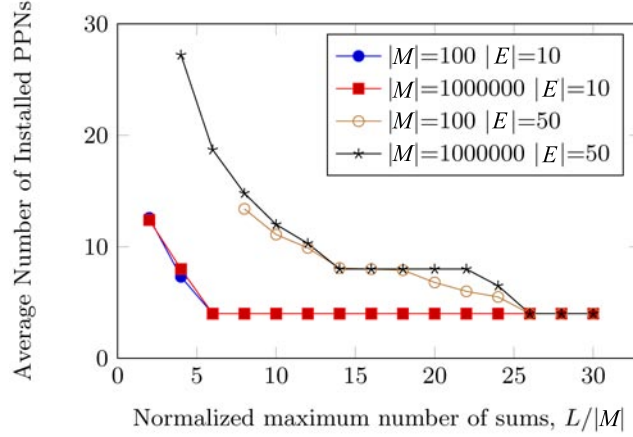 30
20
10
0
Average Number of Installed PPNs
|M|=100 |E|=10
|M|=1000000 |E|=10
|M|=100 |E|=50
|M|=1000000 |E|=50
0 5 10 15 20 25 30
Normalized maximum number of sums, L/|M|